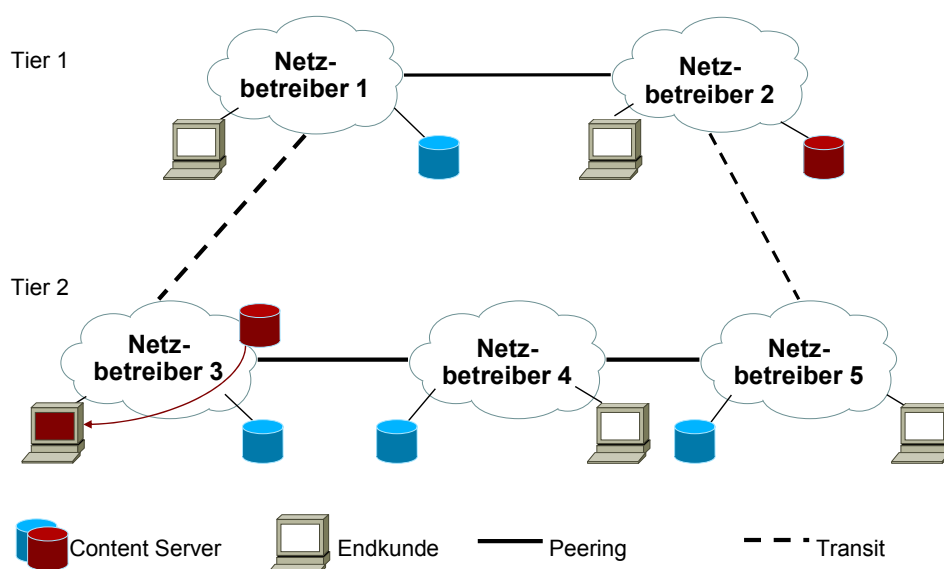 Tier 1
Netz-
betreiber 1
Netz-
betreiber 2
Tier 2
Netz-
betreiber 3
Netz-
betreiber 4
Netz-
betreiber 5
Content Server
Endkunde
Peering
Transit